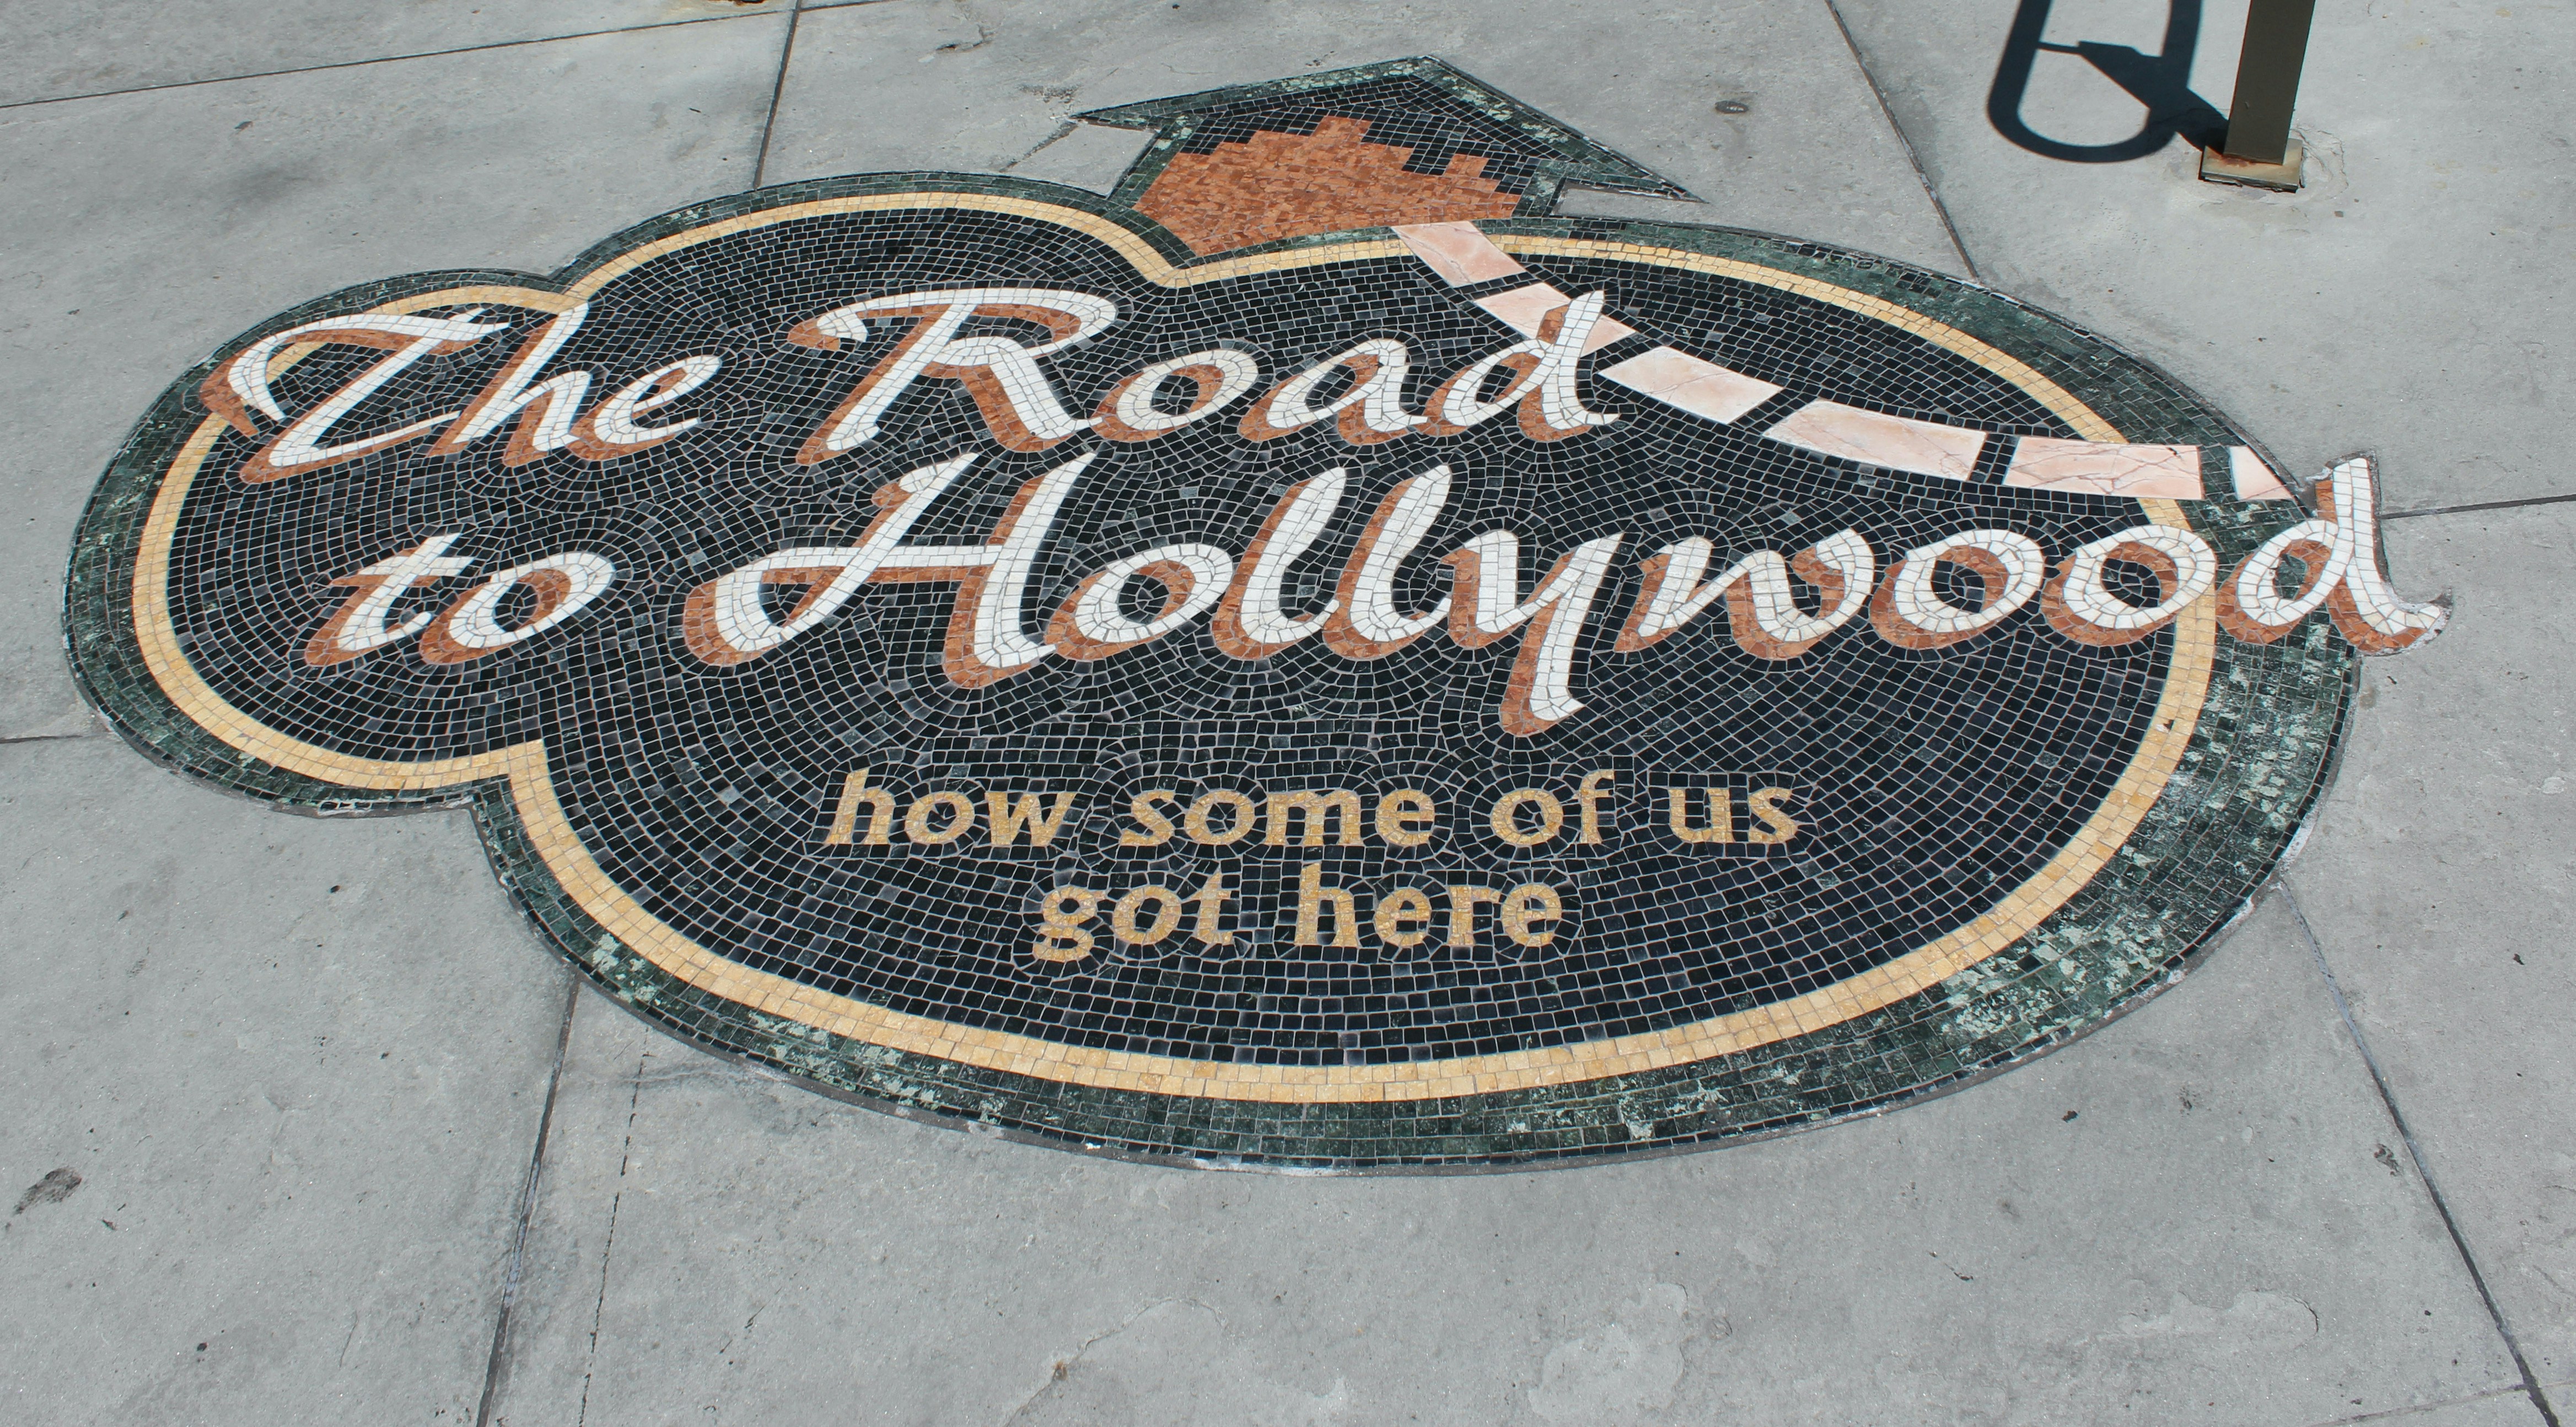 The Road
to Hollywood
how some of us
got here